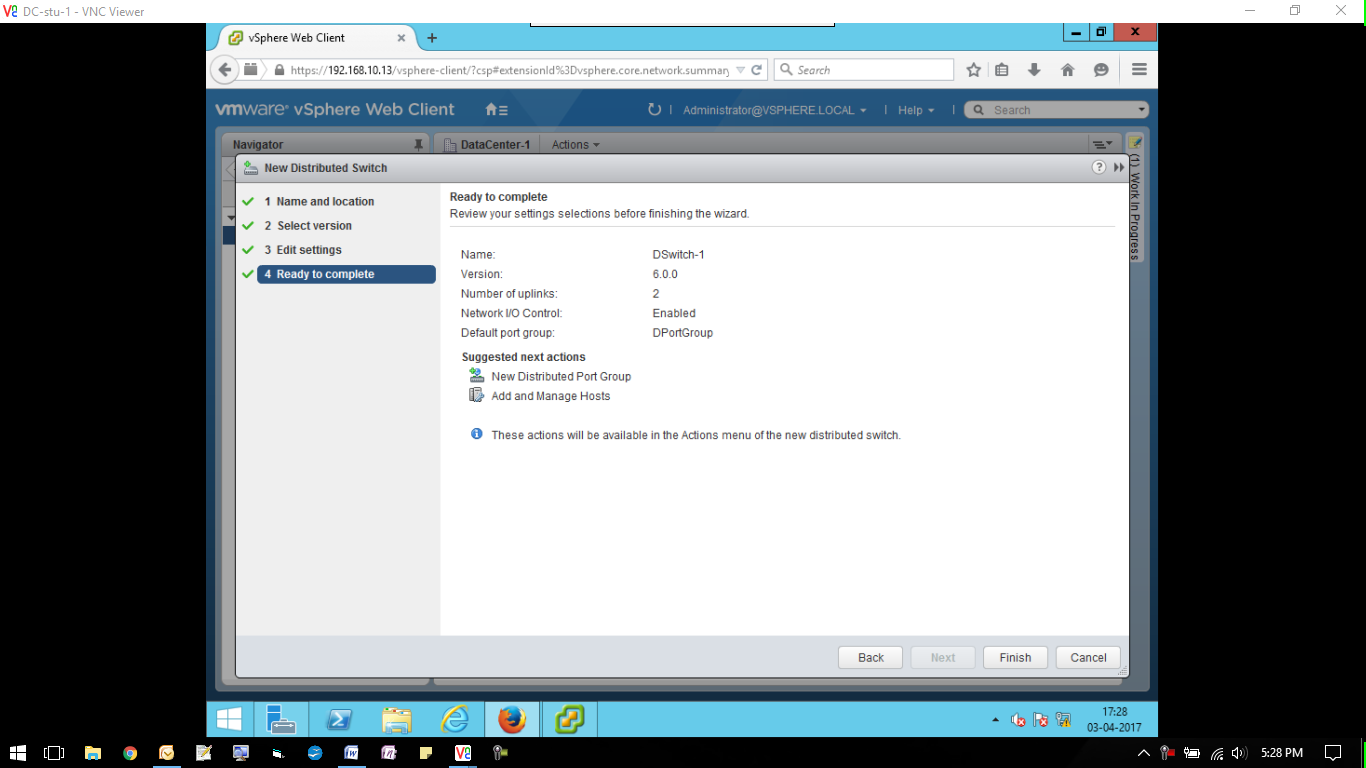 DC-stu-1 - VNC Viewer
vSphere Web Client
https://192.168.10.13/vsphere-client/?csp#extensionId%3Dvsphere.core.network.summary
Search
vmware® vSphere Web Client
Administrator@VSPHERE.LOCAL
Help
Search
Navigator
DataCenter-1
Actions
(1) Work In Progress
New Distributed Switch
1 Name and location
2 Select version
3 Edit settings
4 Ready to complete
Ready to complete
Review your settings selections before finishing the wizard.
Name: DSwitch-1
Version: 6.0.0
Number of uplinks: 2
Network I/O Control: Enabled
Default port group: DPortGroup
Suggested next actions
New Distributed Port Group
Add and Manage Hosts
These actions will be available in the Actions menu of the new distributed switch.
Back
Next
Finish
Cancel
17:28
03-04-2017
5:28 PM